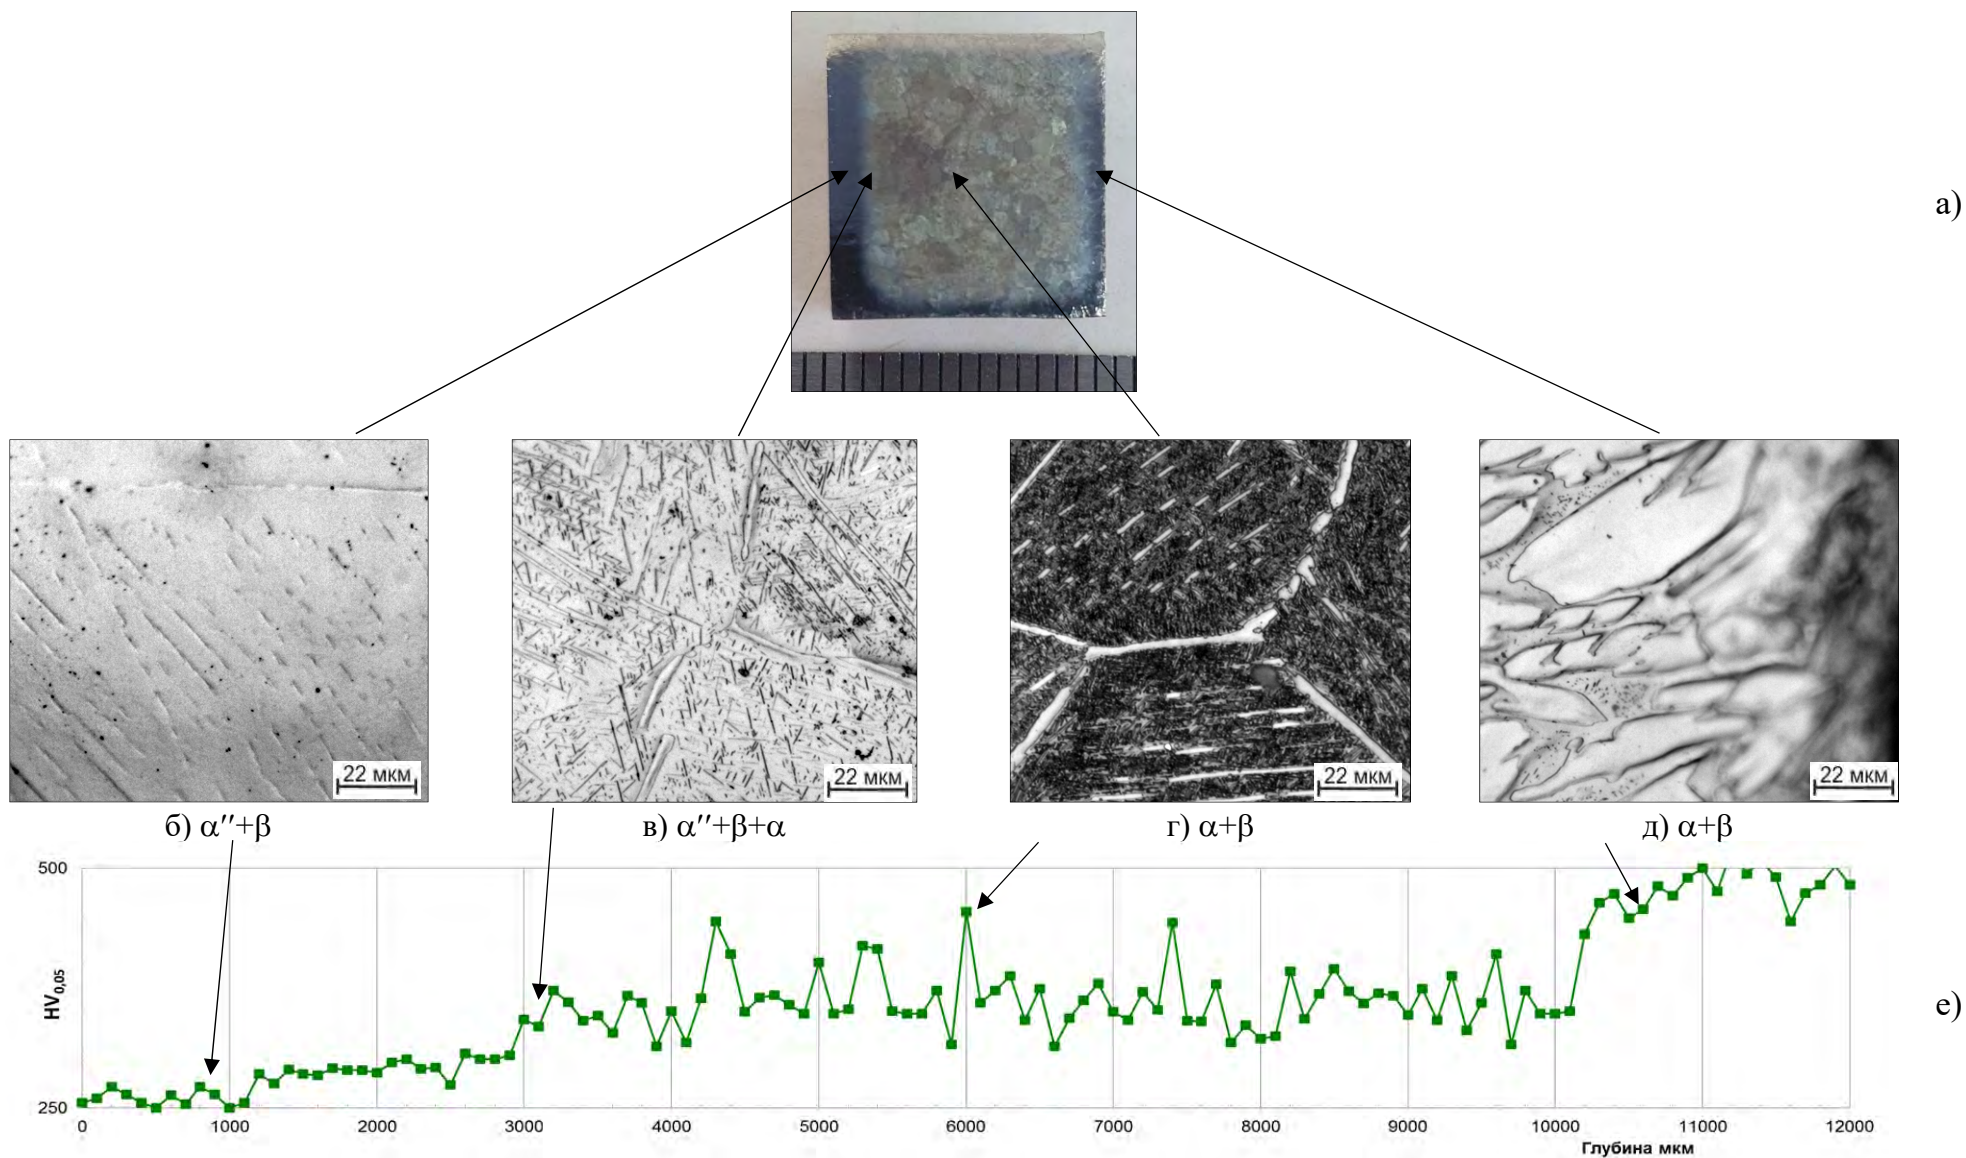 а)
22 мкм
22 мкм
22 мкм
22 мкм
б) α′′+β
в) α′′+β+α
г) α+β
д) α+β
500
250
HV0,05
е)
0 1000 2000 3000 4000 5000 6000 7000 8000 9000 10000 11000 12000
Глубина мкм